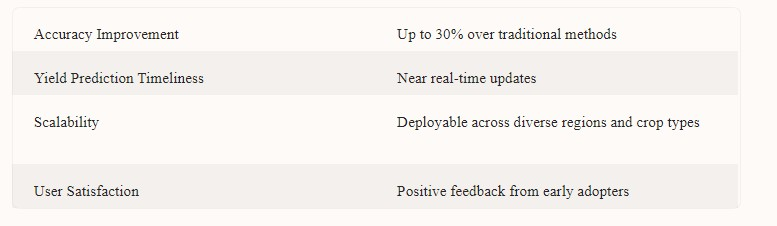 Accuracy Improvement Up to 30% over traditional methods
Yield Prediction Timeliness Near real-time updates
Scalability Deployable across diverse regions and crop types
User Satisfaction Positive feedback from early adopters